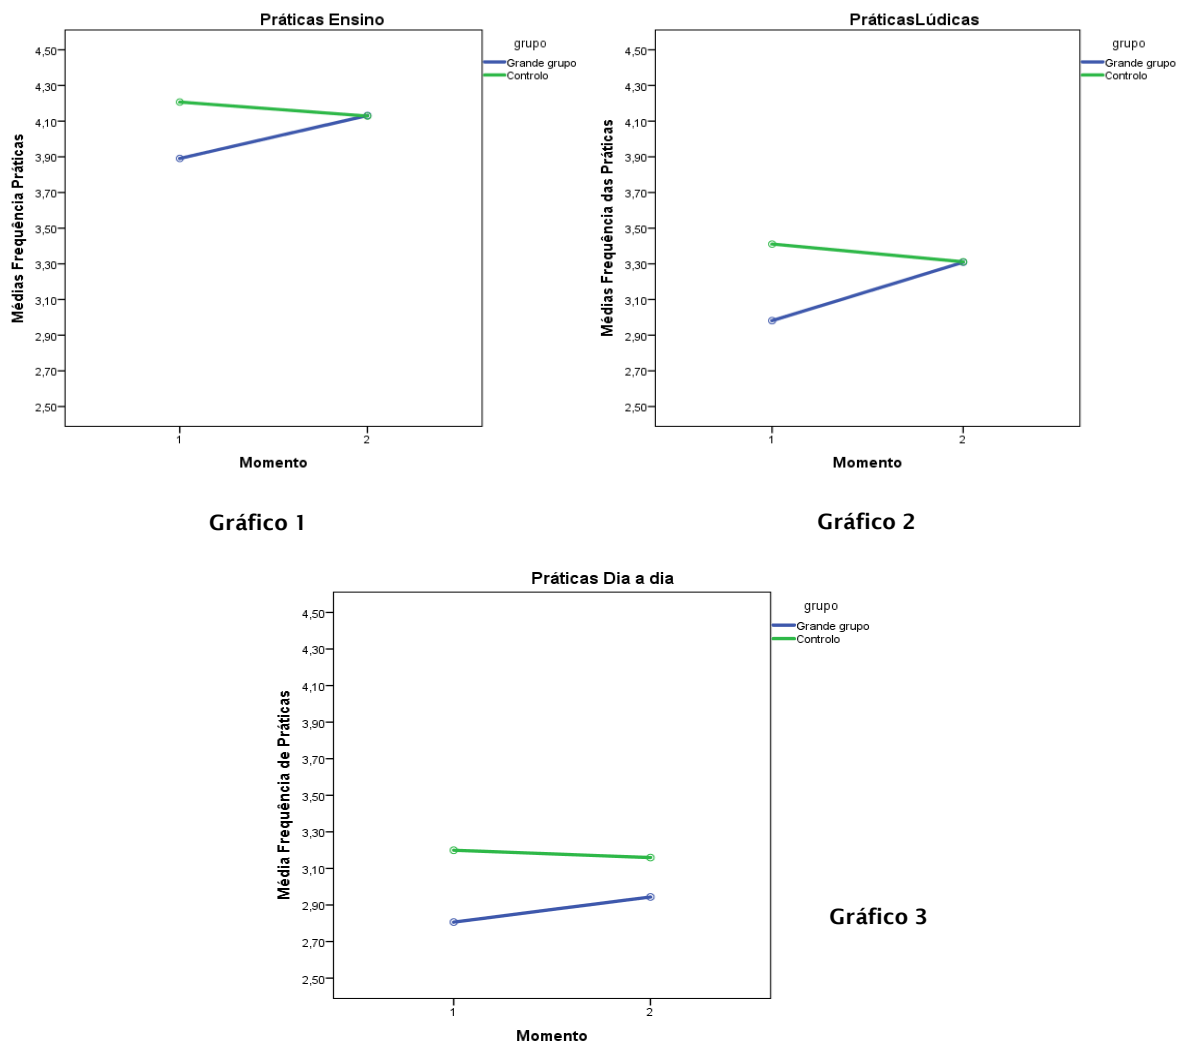 Práticas Ensino
grupo
Grande grupo
Controlo
4,50
4,30
4,10
3,90
3,70
3,50
3,30
3,10
2,90
2,70
2,50
Médias Frequência Práticas
1 2
Momento
Gráfico 1
PráticasLúdicas
grupo
Grande grupo
Controlo
4,50
4,30
4,10
3,90
3,70
3,50
3,30
3,10
2,90
2,70
2,50
Médias Frequência das Práticas
1 2
Momento
Gráfico 2
Práticas Dia a dia
grupo
Grande grupo
Controlo
4,50
4,30
4,10
3,90
3,70
3,50
3,30
3,10
2,90
2,70
2,50
Média Frequência de Práticas
1 2
Momento
Gráfico 3